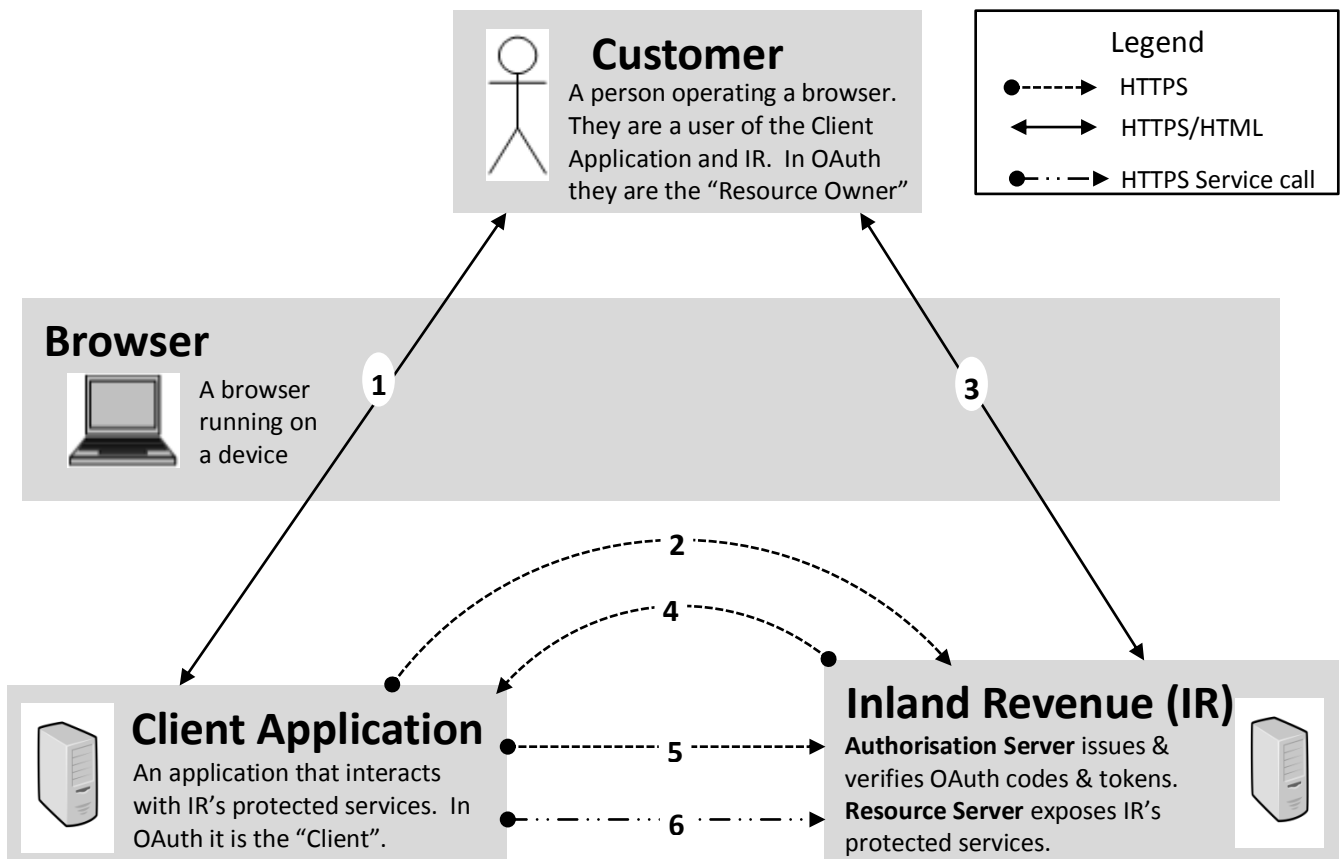 Customer
A person operating a browser.
They are a user of the Client
Application and IR. In OAuth
they are the “Resource Owner”
Legend
HTTPS
HTTPS/HTML
HTTPS Service call
Browser
A browser
running on
a device
1
3
2
4
5
6
Client Application
An application that interacts
with IR’s protected services. In
OAuth it is the “Client”.
Inland Revenue (IR)
Authorisation Server issues &
verifies OAuth codes & tokens.
Resource Server exposes IR’s
protected services.